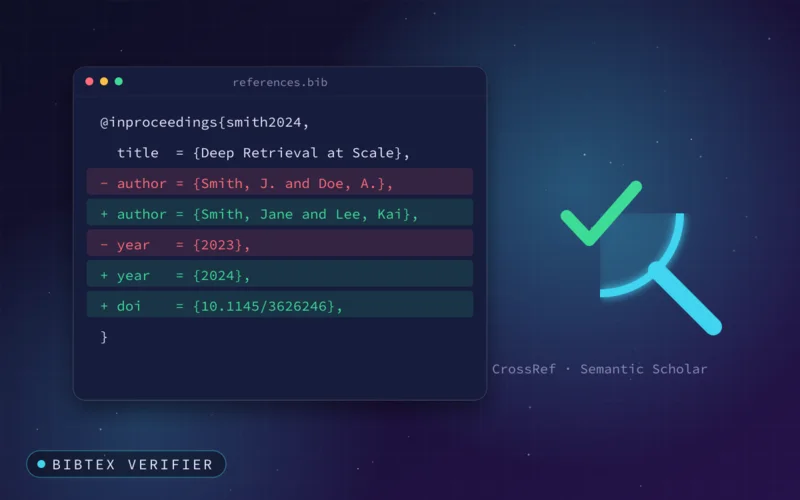 references.bib
@inproceedings{smith2024,
title = {Deep Retrieval at Scale},
- author = {Smith, J. and Doe, A.},
+ author = {Smith, Jane and Lee, Kai},
- year = {2023},
+ year = {2024},
+ doi = {10.1145/3626246},
}
CrossRef · Semantic Scholar
BIBTEX VERIFIER